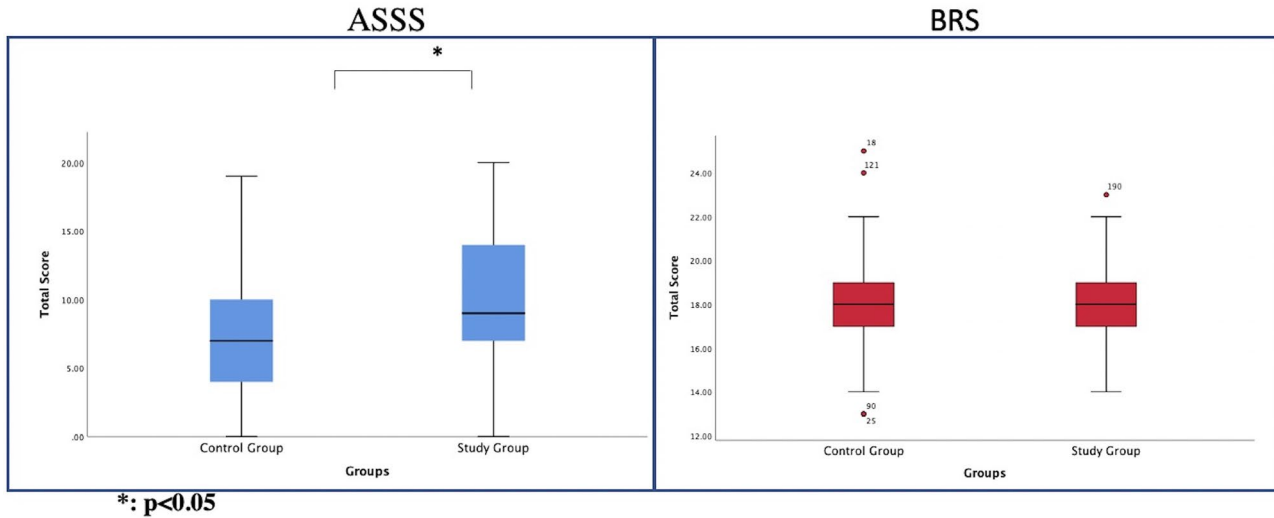 ASSS
*
20.00
15.00
10.00
5.00
.00
Total Score
Control Group
Study Group
Groups
BRS
24.00
22.00
20.00
18.00
16.00
14.00
12.00
Total Score
18
121
90
25
190
Control Group
Study Group
Groups
*: p<0.05